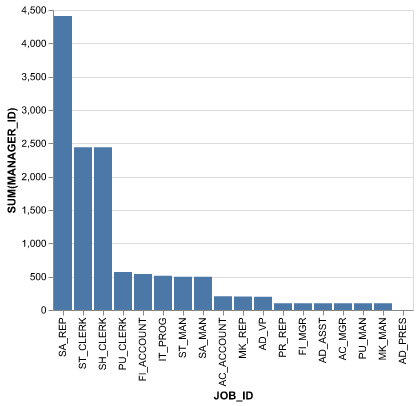 4,500
4,000
3,500
3,000
2,500
2,000
1,500
1,000
500
0
SUM(MANAGER_ID)
SA_REP
ST_CLERK
SH_CLERK
PU_CLERK
FI_ACCOUNT
IT_PROG
ST_MAN
SA_MAN
AC_ACCOUNT
MK_REP
AD_VP
PR_REP
FI_MGR
AD_ASST
AC_MGR
PU_MAN
MK_MAN
AD_PRES
JOB_ID